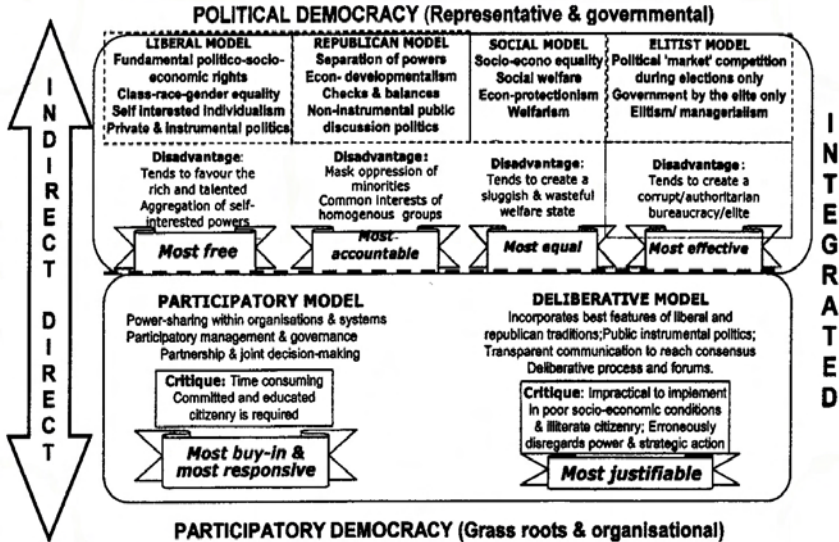 POLITICAL DEMOCRACY (Representative & governmental)
INDIRECT DIRECT
LIBERAL MODEL
Fundamental politico-socio-
economic rights
Class-race-gender equality
Self interested individualism
Private & instrumental politics
Disadvantage:
Tends to favour the
rich and talented
Aggregation of self-
interested powers
Most free
REPUBLICAN MODEL
Separation of powers
Econ- developmentalism
Checks & balances
Non-instrumental public
discussion politics
Disadvantage:
Mask oppression of
minorities
Common interests of
homogenous groups
Most-
accountable
SOCIAL MODEL
Socio-econo equality
Social welfare
Econ-protectionism
Welfarism
Disadvantage:
Tends to create a
sluggish & wasteful
welfare state
Most equal
ELITIST MODEL
Political 'market' competition
during elections only
Government by the elite only
Elitism/ managerialism
Disadvantage:
Tends to create a
corrupt/authoritarian
bureaucracy/elite
Most effective
INTEGRATED
PARTICIPATORY MODEL
Power-sharing within organisations & systems
Participatory management & governance
Partnership & joint decision-making
Critique: Time consuming
Committed and educated
citizenry is required
Most buy-in &
most responsive
DELIBERATIVE MODEL
Incorporates best features of liberal and
republican traditions;Public instrumental politics;
Transparent communication to reach consensus
Deliberative process and forums.
Critique: Impractical to implement
in poor socio-economic conditions
& illiterate citizenry; Erroneously
disregards power & strategic action
Most justifiable
PARTICIPATORY DEMOCRACY (Grass roots & organisational)